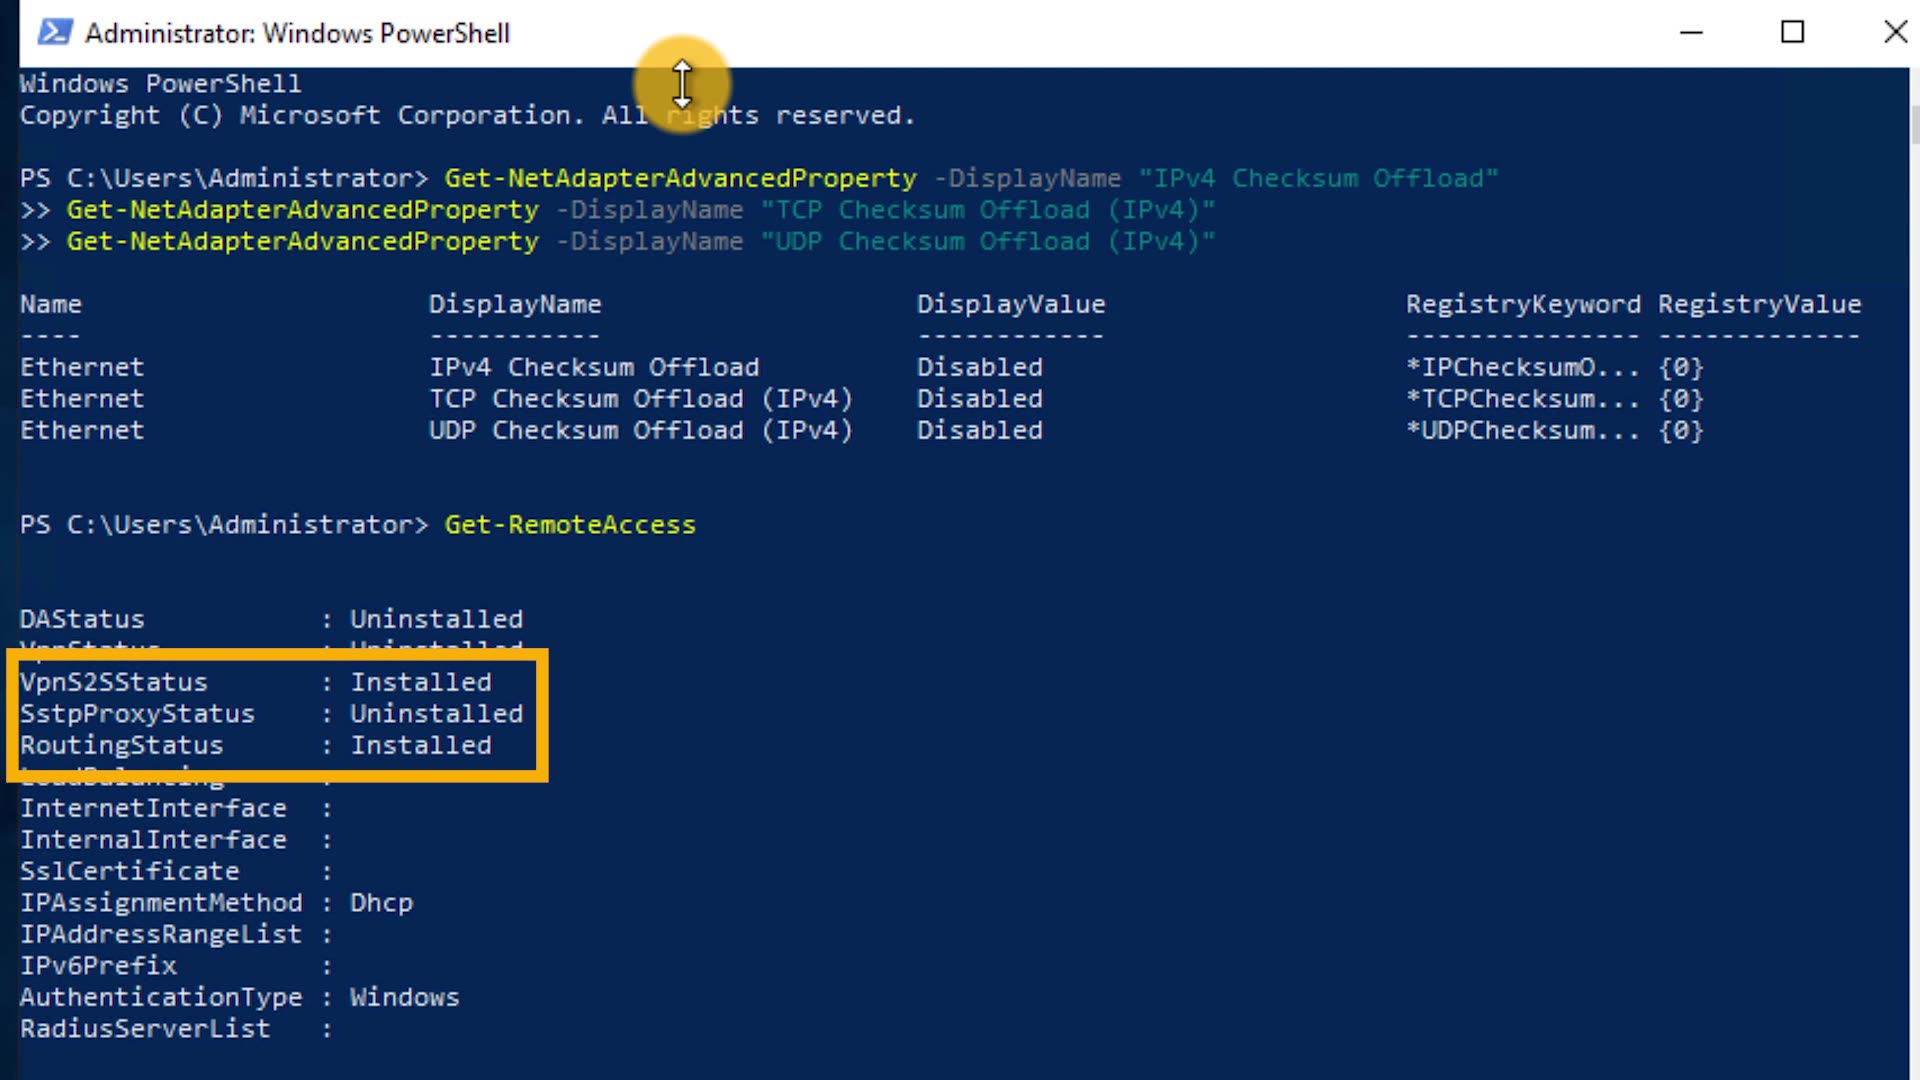 Administrator: Windows PowerShell
Windows PowerShell
Copyright (C) Microsoft Corporation. All rights reserved.
PS C:\Users\Administrator> Get-NetAdapterAdvancedProperty -DisplayName "IPv4 Checksum Offload"
>> Get-NetAdapterAdvancedProperty -DisplayName "TCP Checksum Offload (IPv4)"
>> Get-NetAdapterAdvancedProperty -DisplayName "UDP Checksum Offload (IPv4)"
Name DisplayName DisplayValue RegistryKeyword RegistryValue
---- ----------- ------------ --------------- -------------
Ethernet IPv4 Checksum Offload Disabled *IPChecksumO... {0}
Ethernet TCP Checksum Offload (IPv4) Disabled *TCPChecksum... {0}
Ethernet UDP Checksum Offload (IPv4) Disabled *UDPChecksum... {0}
PS C:\Users\Administrator> Get-RemoteAccess
DAStatus : Uninstalled
VpnStatus : Uninstalled
VpnS2SStatus : Installed
SstpProxyStatus : Uninstalled
RoutingStatus : Installed
LoadBalancing :
InternetInterface :
InternalInterface :
SslCertificate :
IPAssignmentMethod : Dhcp
IPAddressRangeList :
IPv6Prefix :
AuthenticationType : Windows
RadiusServerList :